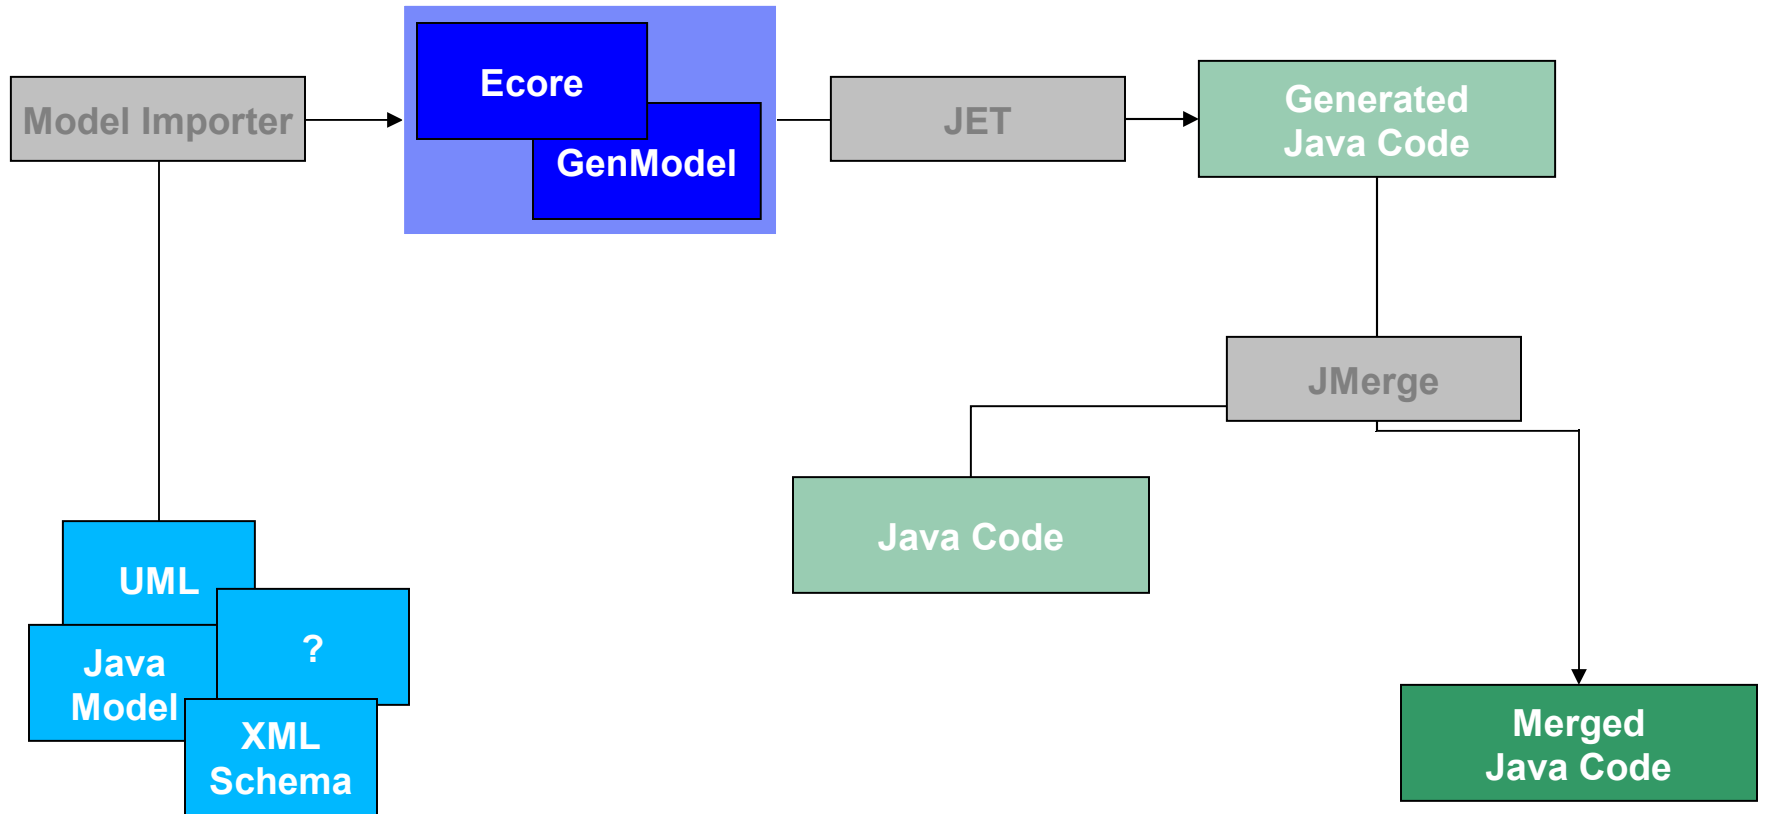 Model Importer
Ecore
GenModel
JET
Generated
Java Code
JMerge
Java Code
UML
?
Java
Model
XML
Schema
Merged
Java Code